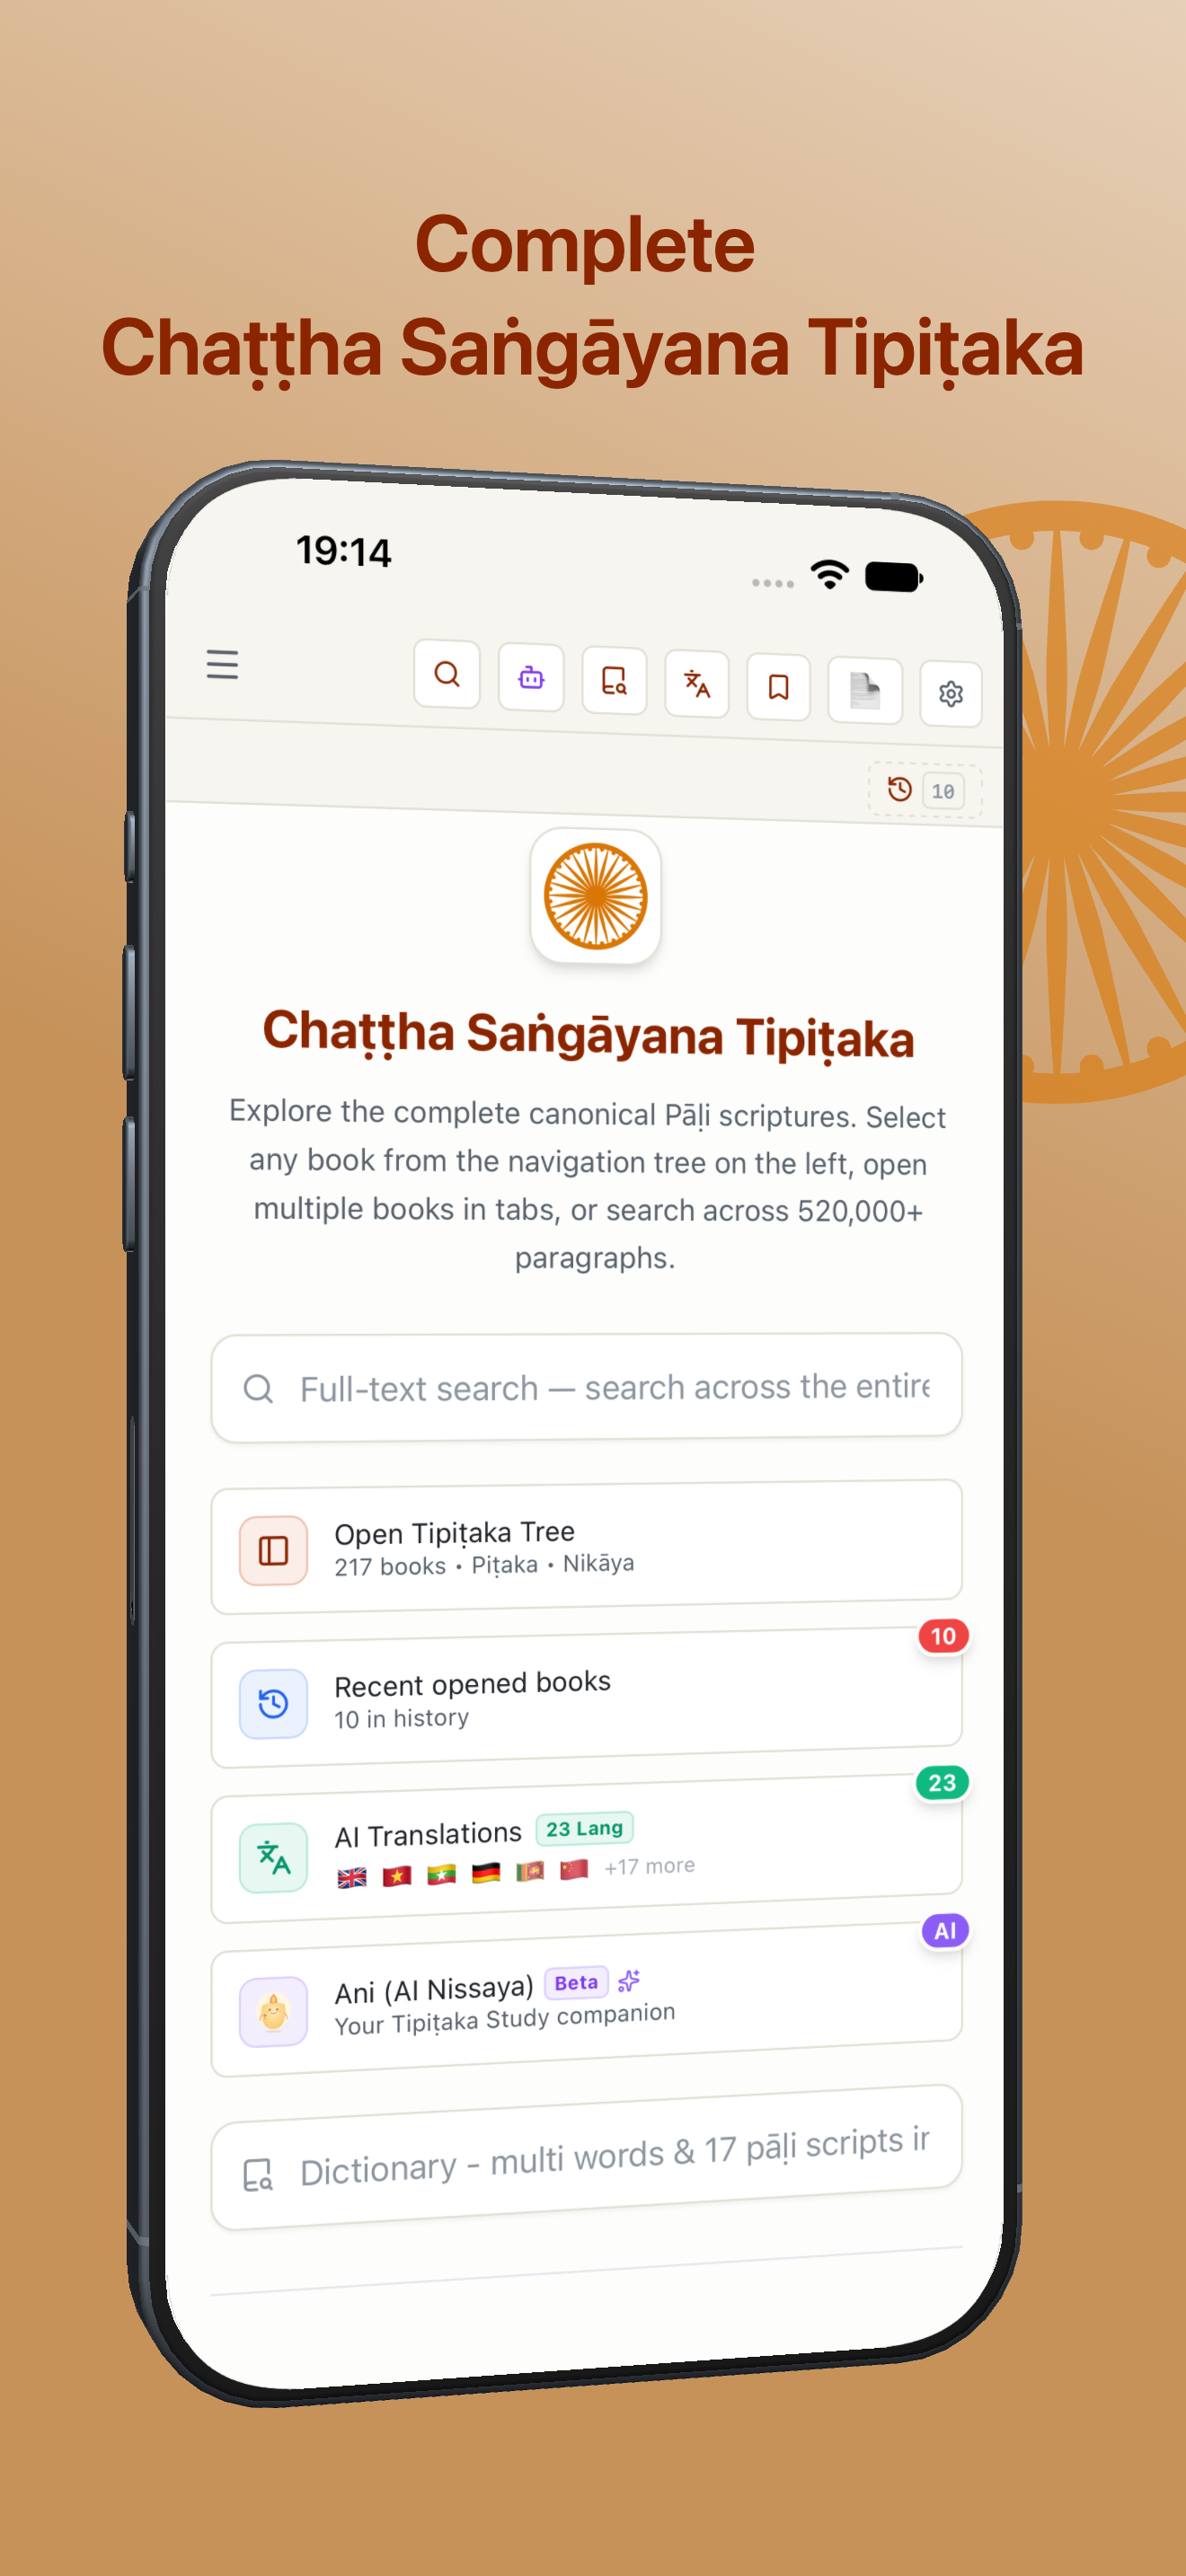 Complete
Chaṭṭha Saṅgāyana Tipiṭaka
19:14
10
Chaṭṭha Saṅgāyana Tipiṭaka
Explore the complete canonical Pāḷi scriptures. Select
any book from the navigation tree on the left, open
multiple books in tabs, or search across 520,000+
paragraphs.
Full-text search — search across the entire
Open Tipiṭaka Tree
217 books • Piṭaka • Nikāya
10
Recent opened books
10 in history
23
AI Translations 23 Lang
+17 more
AI
Ani (AI Nissaya) Beta
Your Tipiṭaka Study companion
Dictionary - multi words & 17 pāḷi scripts